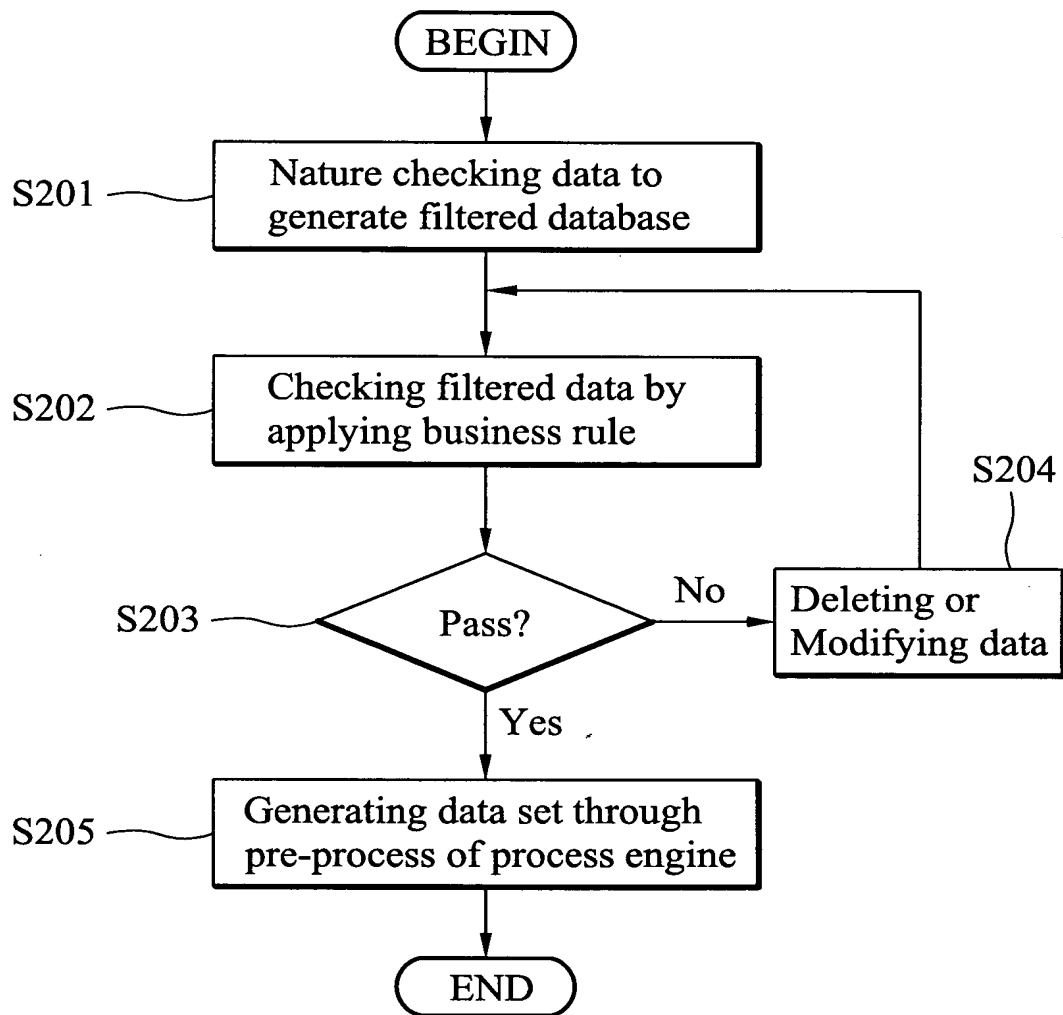 BEGIN
S201
Nature checking data to
generate filtered database
S202
Checking filtered data by
applying business rule
S204
S203
Pass?
No
Deleting or
Modifying data
Yes
S205
Generating data set through
pre-process of process engine
END